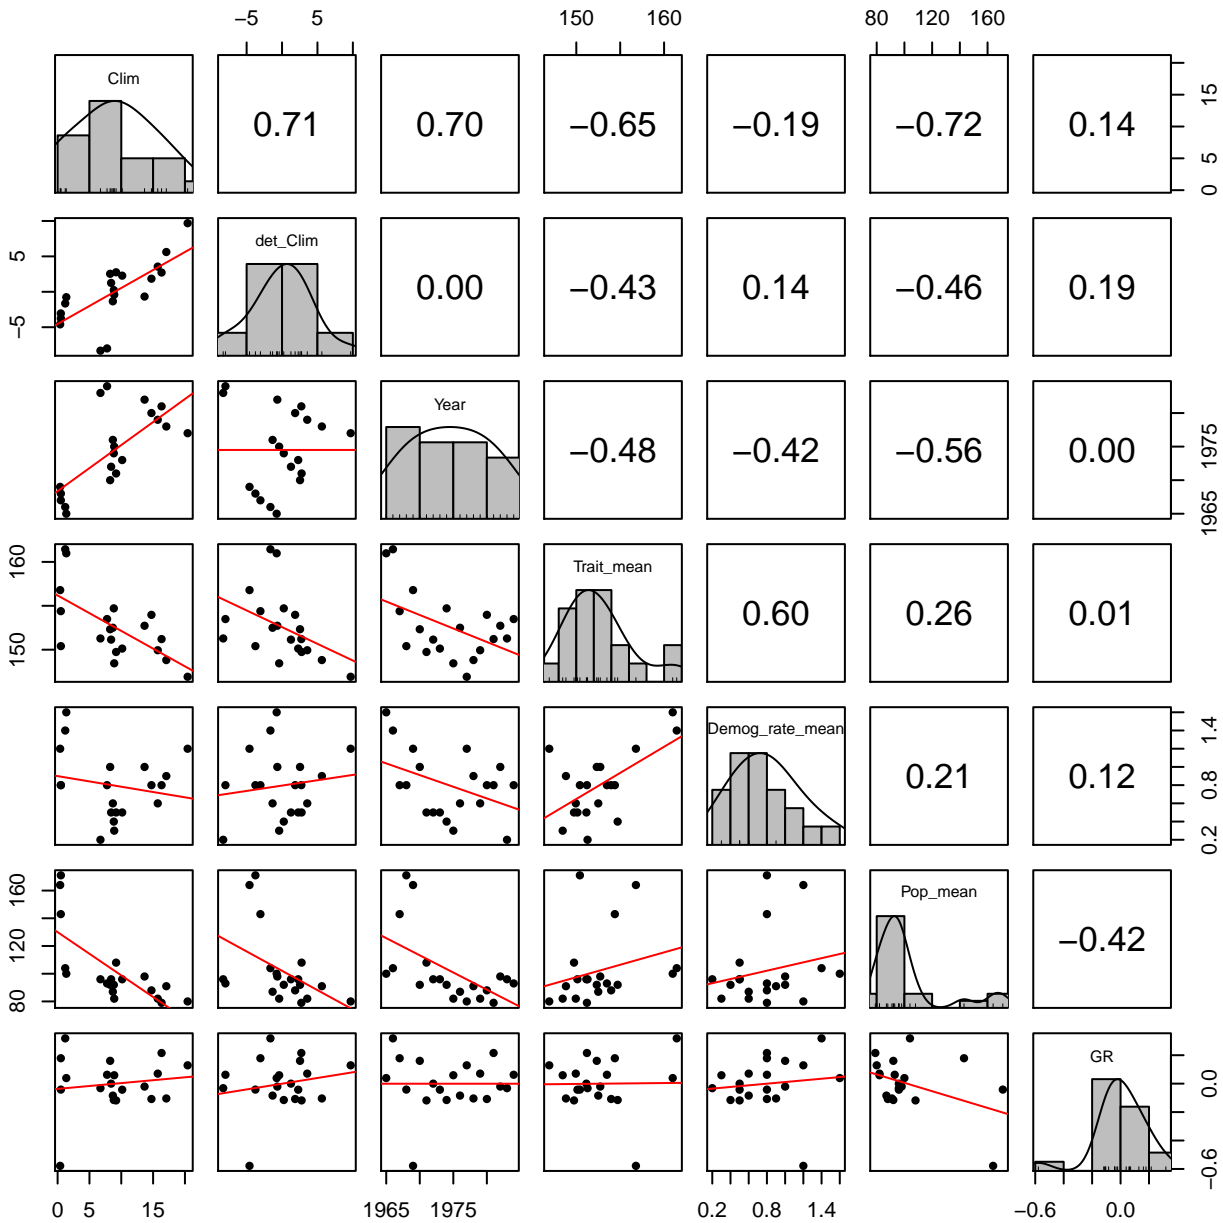 −5 5 150 160 80 120 160
Clim 0.71 0.70 −0.65 −0.19 −0.72 0.14 0 5 15
−5 5 det_Clim 0.00 −0.43 0.14 −0.46 0.19
Year −0.48 −0.42 −0.56 0.00 1965 1975
150 160 Trait_mean 0.60 0.26 0.01
Demog_rate_mean 0.21 0.12 0.2 0.8 1.4
80 120 160 Pop_mean −0.42
GR −0.6 0.0
0 5 15 1965 1975 0.2 0.8 1.4 −0.6 0.0